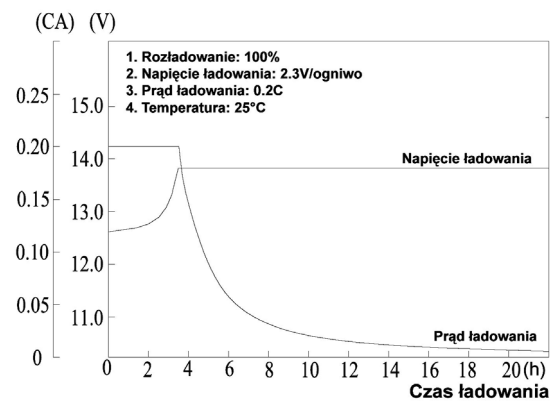 (CA) (V)
1. Rozładowanie: 100%
2. Napięcie ładowania: 2.3V/ogniwo
3. Prąd ładowania: 0.2C
4. Temperatura: 25°C
0.25
15.0
0.20
Napięcie ładowania
14.0
0.15
13.0
0.10
12.0
0.05
11.0
Prąd ładowania
0
0 2 4 6 8 10 12 14 16 18 20(h)
Czas ładowania